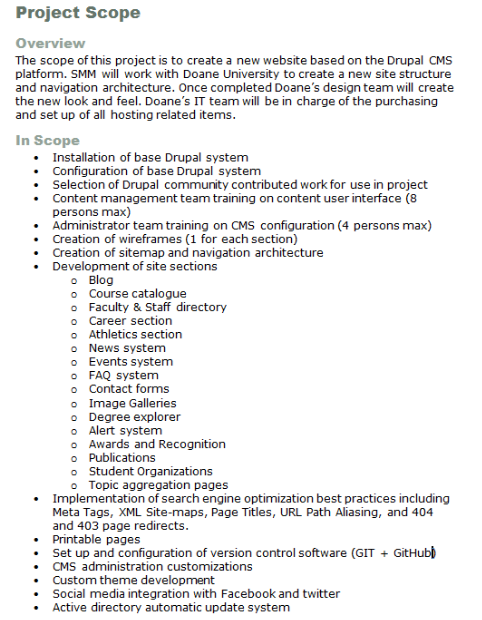 Project Scope
Overview
The scope of this project is to create a new website based on the Drupal CMS
platform. SMM will work with Doane University to create a new site structure
and navigation architecture. Once completed Doane's design team will create
the new look and feel. Doane's IT team will be in charge of the purchasing
and set up of all hosting related items.
In Scope
• Installation of base Drupal system
• Configuration of base Drupal system
• Selection of Drupal community contributed work for use in project
• Content management team training on content user interface (8
persons max)
• Administrator team training on CMS configuration (4 persons max)
• Creation of wireframes (1 for each section)
• Creation of sitemap and navigation architecture
• Development of site sections
o Blog
o Course catalogue
o Faculty & Staff directory
o Career section
o Athletics section
o News system
o Events system
o FAQ system
o Contact forms
o Image Galleries
o Degree explorer
o Alert system
o Awards and Recognition
o Publications
o Student Organizations
o Topic aggregation pages
• Implementation of search engine optimization best practices including
Meta Tags, XML Site-maps, Page Titles, URL Path Aliasing, and 404
and 403 page redirects.
• Printable pages
• Set up and configuration of version control software (GIT + GitHub)
• CMS administration customizations
• Custom theme development
• Social media integration with Facebook and twitter
• Active directory automatic update system